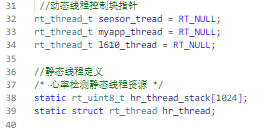 31 //动态线程控制块指针
32 rt_thread_t sensor_tread = RT_NULL;
33 rt_thread_t myapp_thread = RT_NULL;
34 rt_thread_t l610_thread = RT_NULL;
35
36 //静态线程定义
37 /* 心率检测静态线程资源 */
38 static rt_uint8_t hr_thread_stack[1024];
39 static struct rt_thread hr_thread;
40